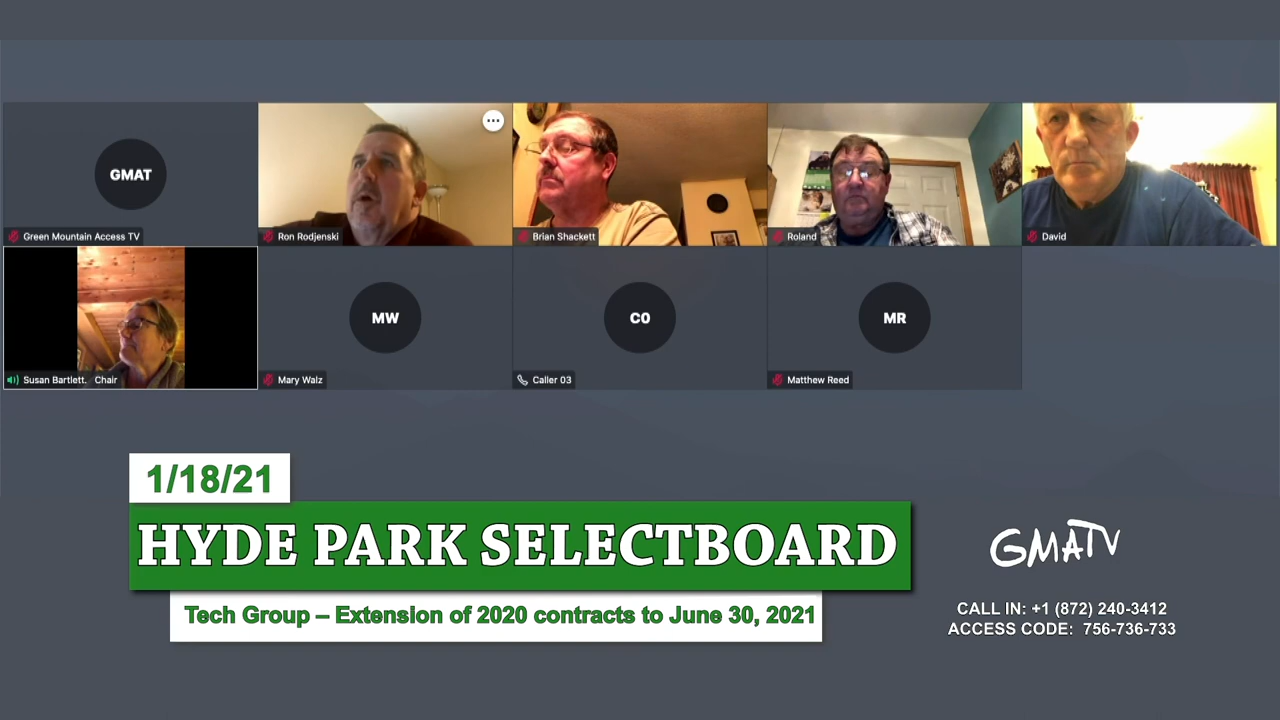 GMAT
Green Mountain Access TV
Ron Rodjenski
Brian Shackett
Roland
David
Susan Bartlett. Chair
MW
Mary Walz
C0
Caller 03
MR
Matthew Reed
1/18/21
HYDE PARK SELECTBOARD
Tech Group – Extension of 2020 contracts to June 30, 2021
GMATV
CALL IN: +1 (872) 240-3412
ACCESS CODE: 756-736-733